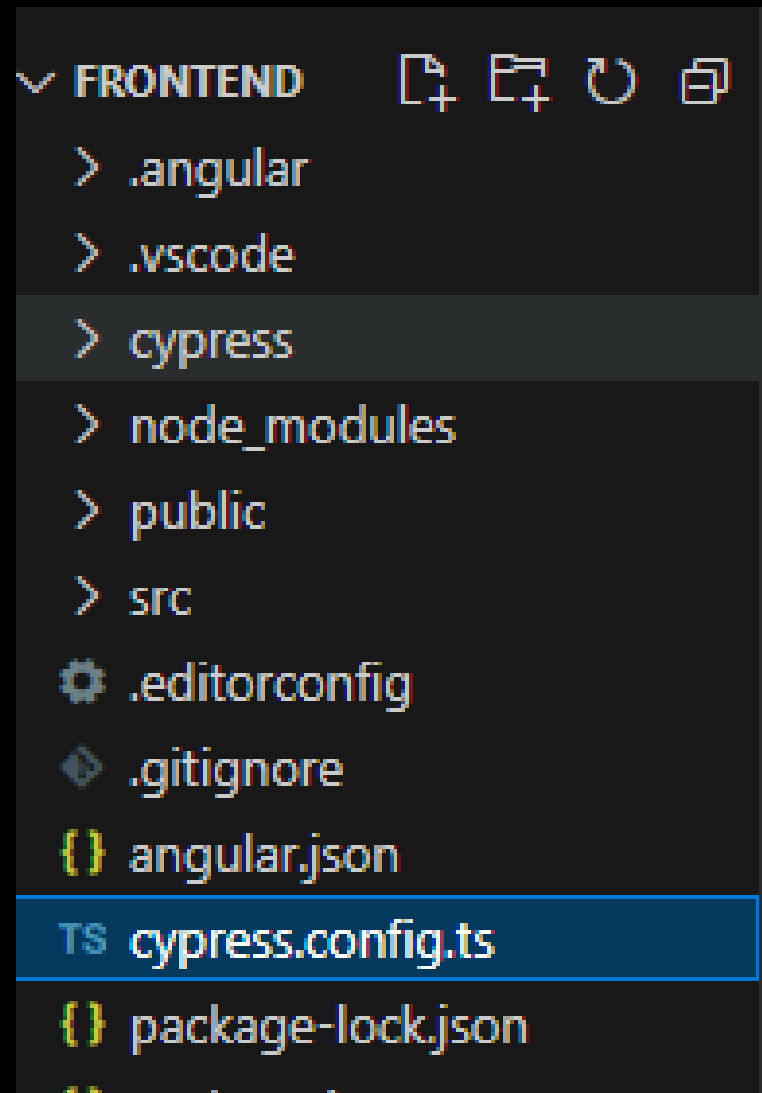 FRONTEND
.angular
.vscode
cypress
node_modules
public
src
.editorconfig
.gitignore
{} angular.json
TS cypress.config.ts
{} package-lock.json